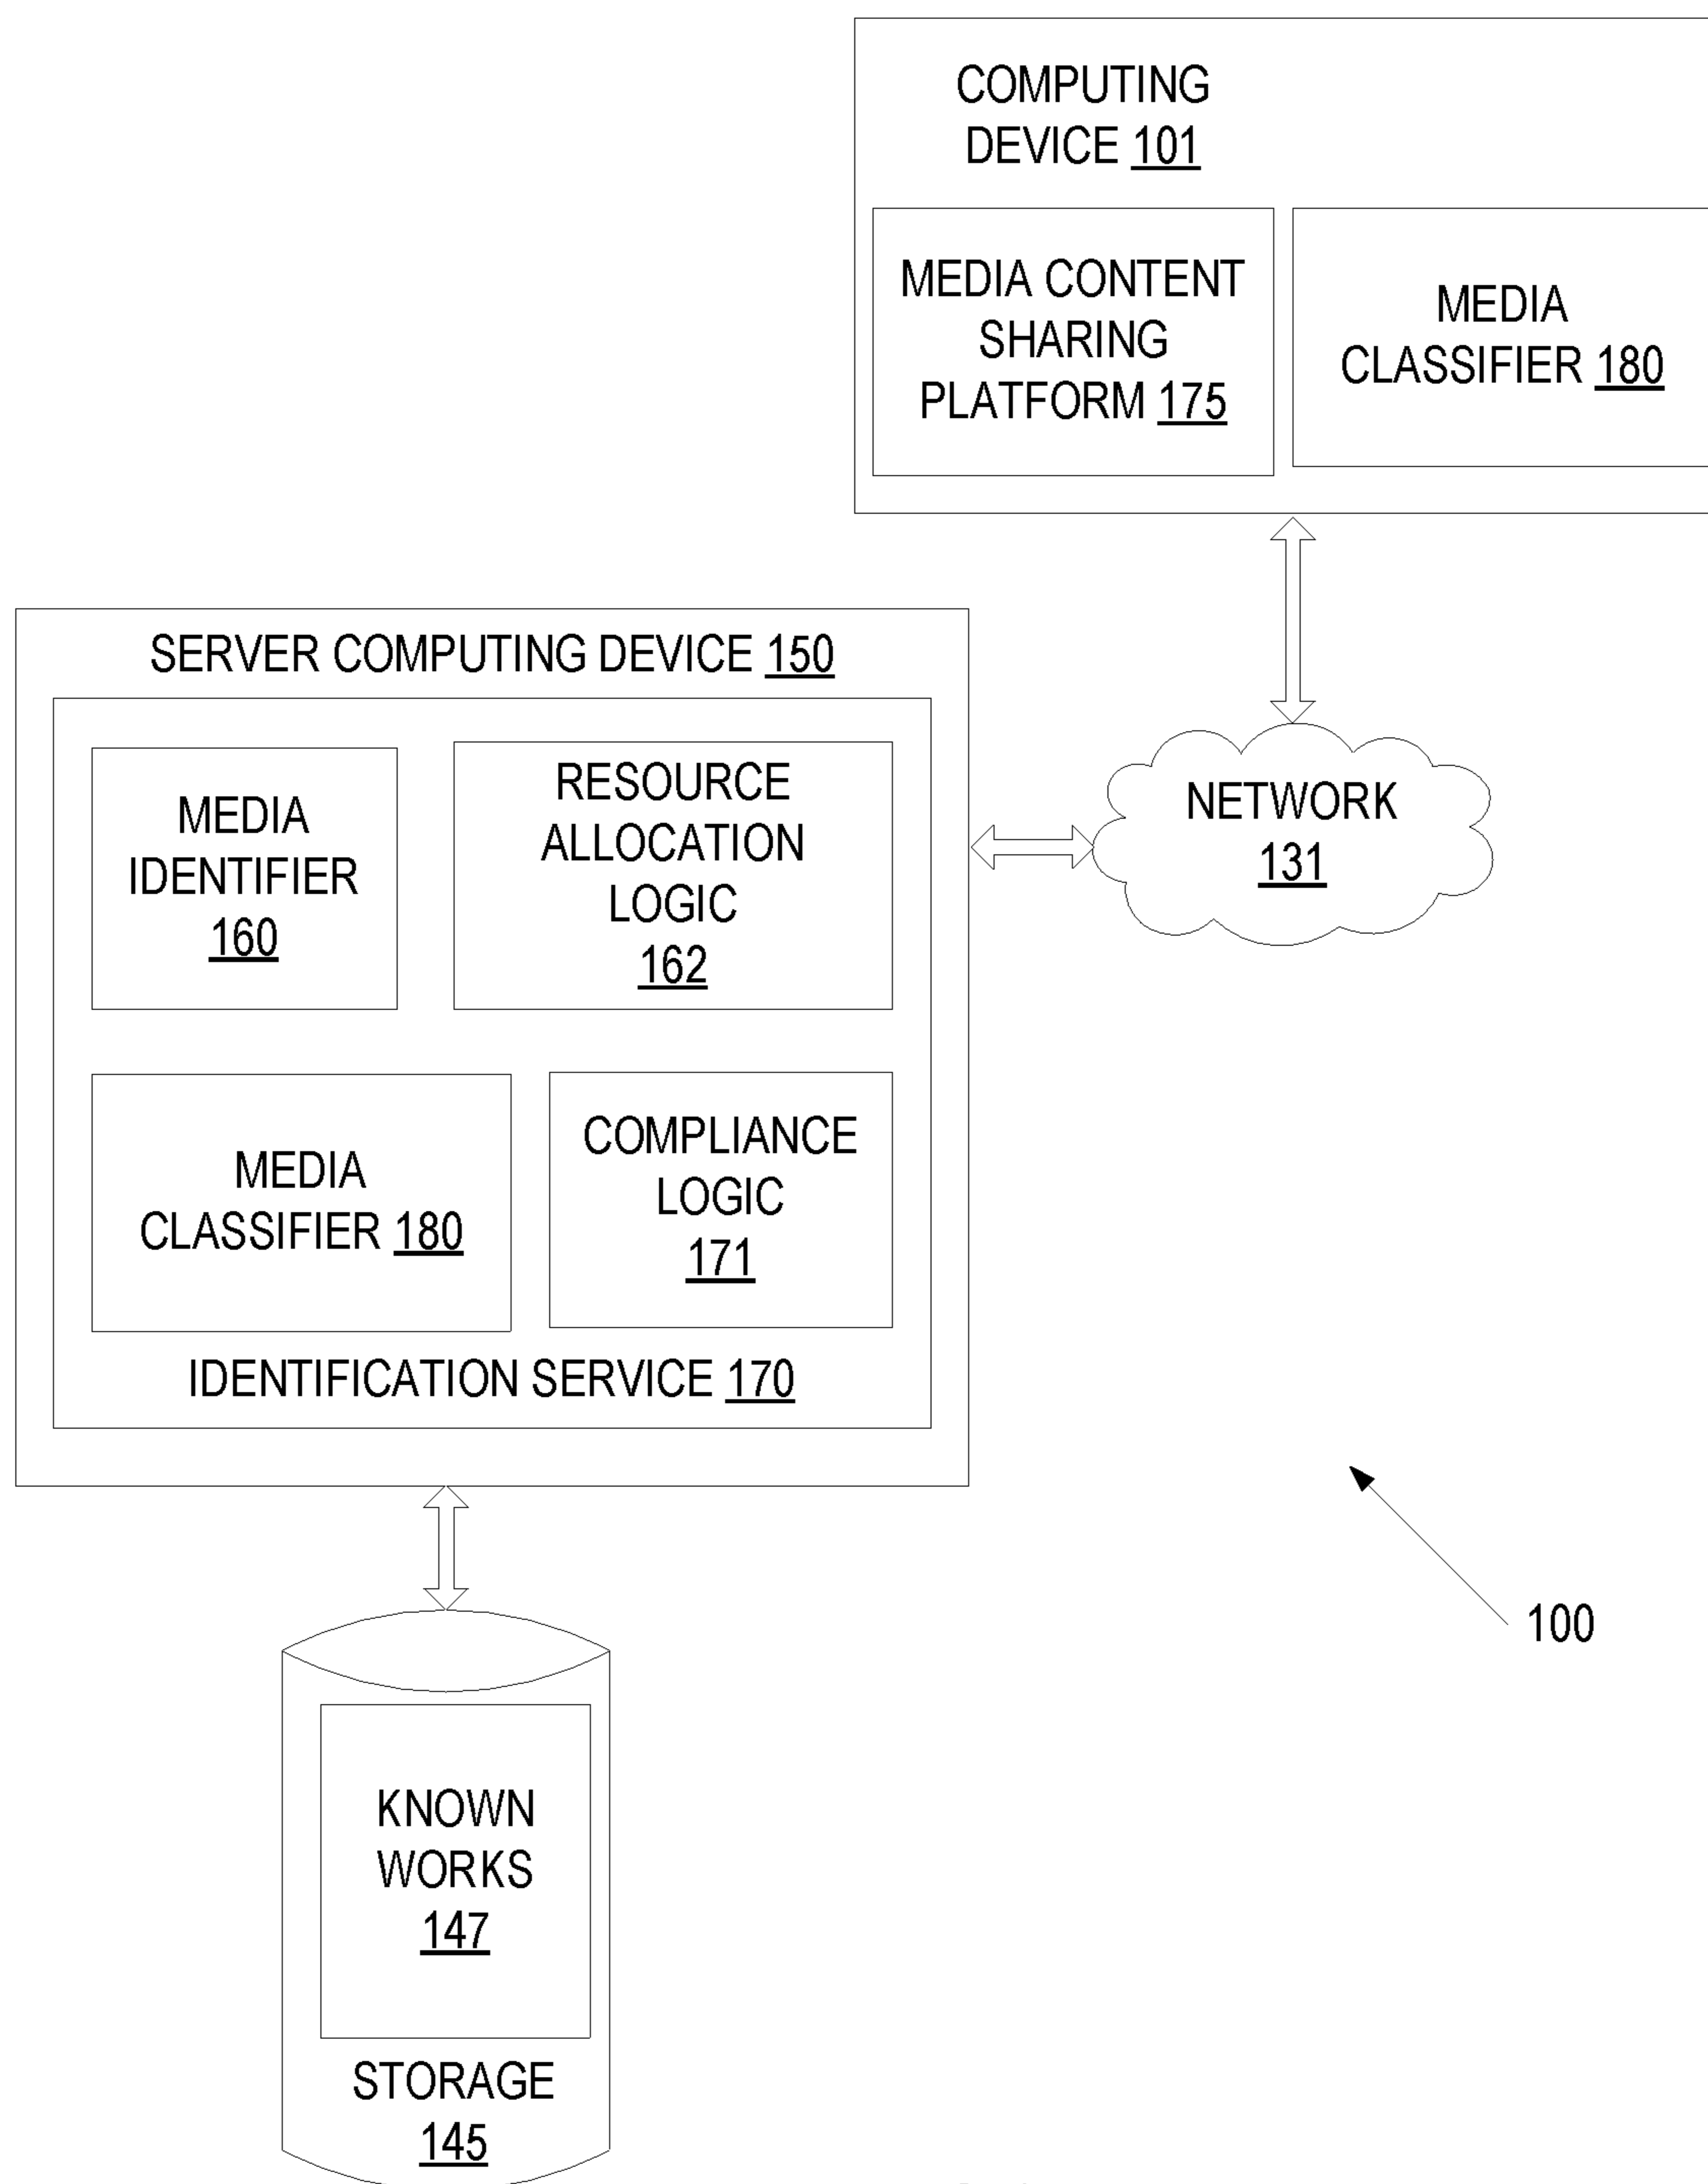 COMPUTING
DEVICE 101
MEDIA CONTENT
SHARING
PLATFORM 175
MEDIA
CLASSIFIER 180
SERVER COMPUTING DEVICE 150
MEDIA
IDENTIFIER
160
RESOURCE
ALLOCATION
LOGIC
162
NETWORK
131
MEDIA
CLASSIFIER 180
COMPLIANCE
LOGIC
171
IDENTIFICATION SERVICE 170
100
KNOWN
WORKS
147
STORAGE
145